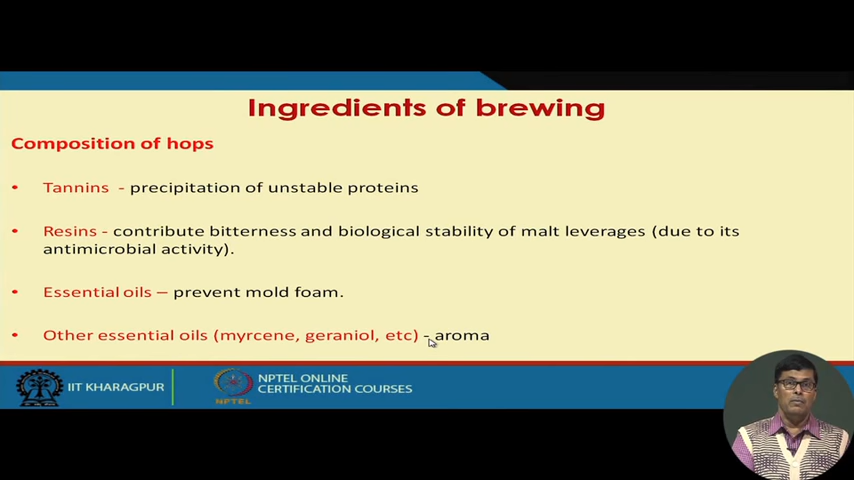 Ingredients of brewing
Composition of hops
• Tannins - precipitation of unstable proteins
• Resins - contribute bitterness and biological stability of malt leverages (due to its
antimicrobial activity).
• Essential oils – prevent mold foam.
• Other essential oils (myrcene, geraniol, etc) - aroma
IIT KHARAGPUR
NPTEL
NPTEL ONLINE
CERTIFICATION COURSES